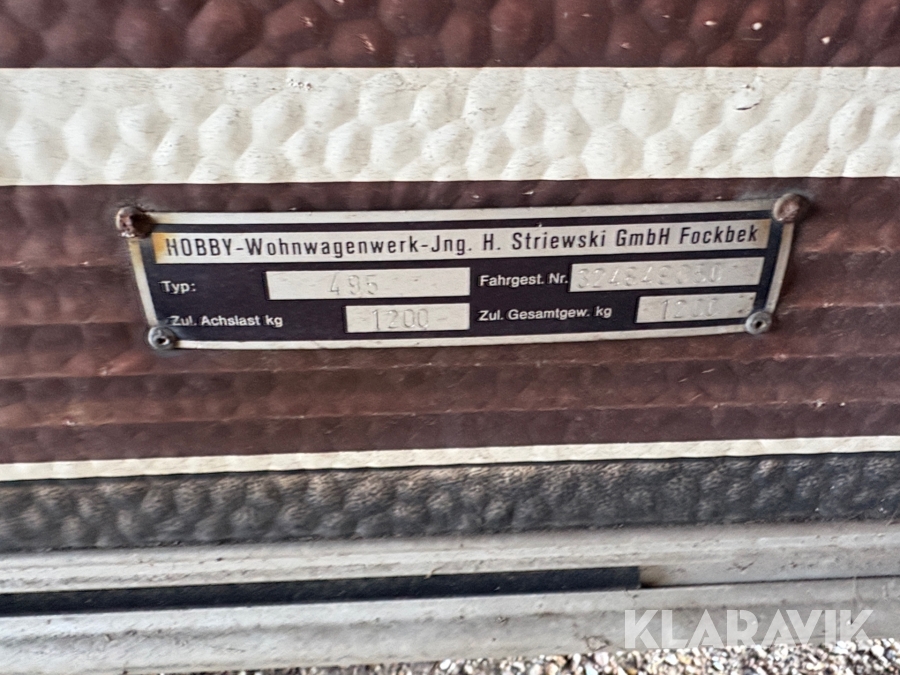 HOBBY-Wohnwagenwerk-Jng. H. Striewski GmbH Fockbek
Typ: 495 Fahrgest. Nr.
Zul. Achslast kg 1200 Zul. Gesamtgew. kg 1200
KLARAVIK